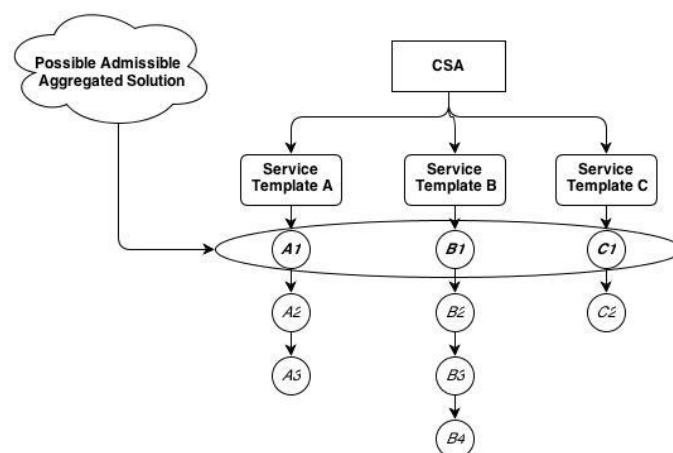 Possible Admissible
Aggregated Solution
CSA
Service
Template A
Service
Template B
Service
Template C
A1
B1
C1
A2
B2
C2
A3
B3
B4